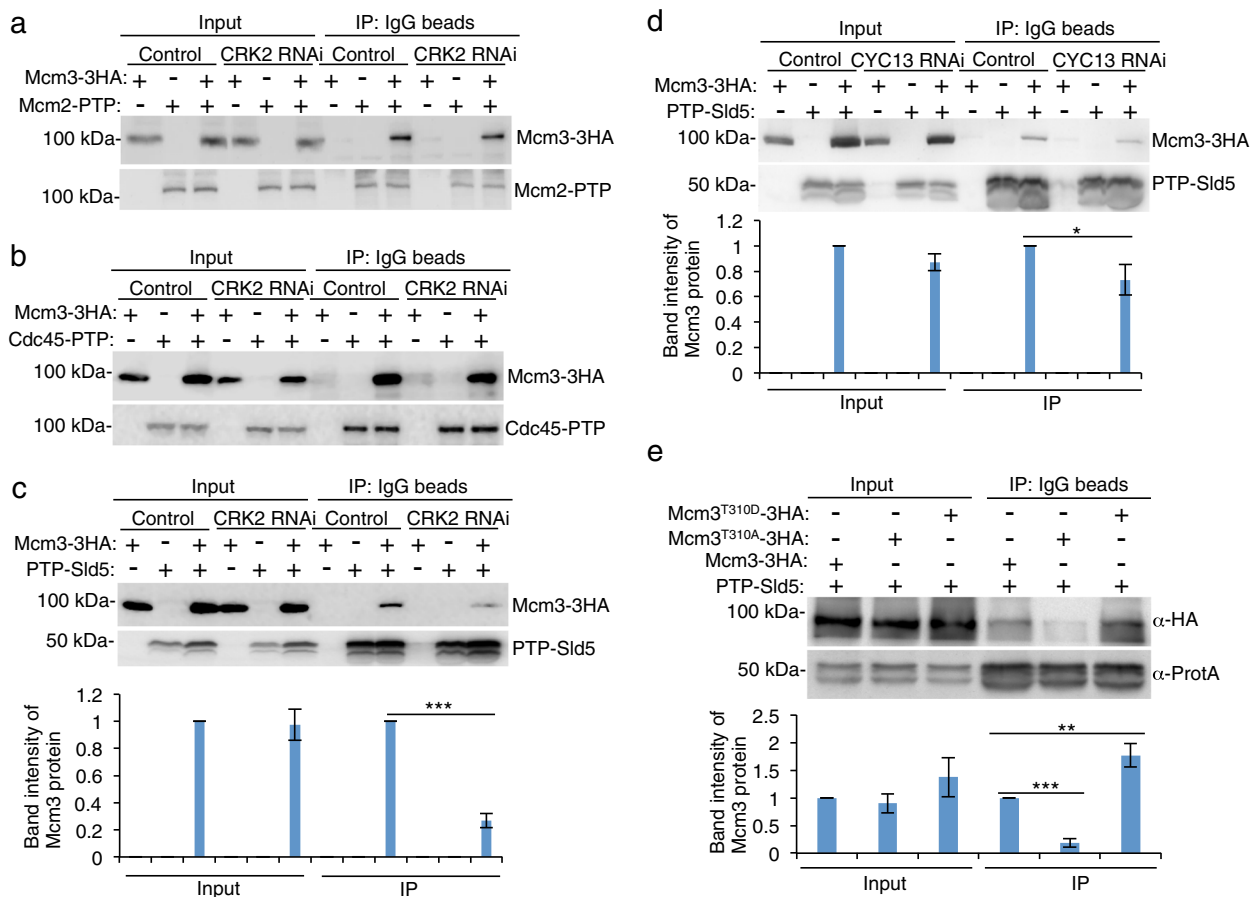 a
Input IP: IgG beads
Control CRK2 RNAi Control CRK2 RNAi
Mcm3-3HA: + - + + - + + - + + - +
Mcm2-PTP: - + + - + + - + + - + +
100 kDa- Mcm3-3HA
100 kDa- Mcm2-PTP
b
Input IP: IgG beads
Control CRK2 RNAi Control CRK2 RNAi
Mcm3-3HA: + - + + - + + - + + - +
Cdc45-PTP: - + + - + + - + + - + +
100 kDa- Mcm3-3HA
100 kDa- Cdc45-PTP
c
Input IP: IgG beads
Control CRK2 RNAi Control CRK2 RNAi
Mcm3-3HA: + - + + - + + - + + - +
PTP-Sld5: - + + - + + - + + - + +
100 kDa- Mcm3-3HA
50 kDa- PTP-Sld5
Band intensity of
Mcm3 protein
1.2
1
0.8
0.6
0.4
0.2
0
***
Input IP
d
Input IP: IgG beads
Control CYC13 RNAi Control CYC13 RNAi
Mcm3-3HA: + - + + - + + - + + - +
PTP-Sld5: - + + - + + - + + - + +
100 kDa- Mcm3-3HA
50 kDa- PTP-Sld5
Band intensity of
Mcm3 protein
1.2
1
0.8
0.6
0.4
0.2
0
*
Input IP
e
Input IP: IgG beads
Mcm3T310D-3HA: - - + - - +
Mcm3T310A-3HA: - + - - + -
Mcm3-3HA: + - - + - -
PTP-Sld5: + + + + + +
100 kDa- α-HA
50 kDa- α-ProtA
Band intensity of
Mcm3 protein
2.5
2
1.5
1
0.5
0
**
***
Input IP